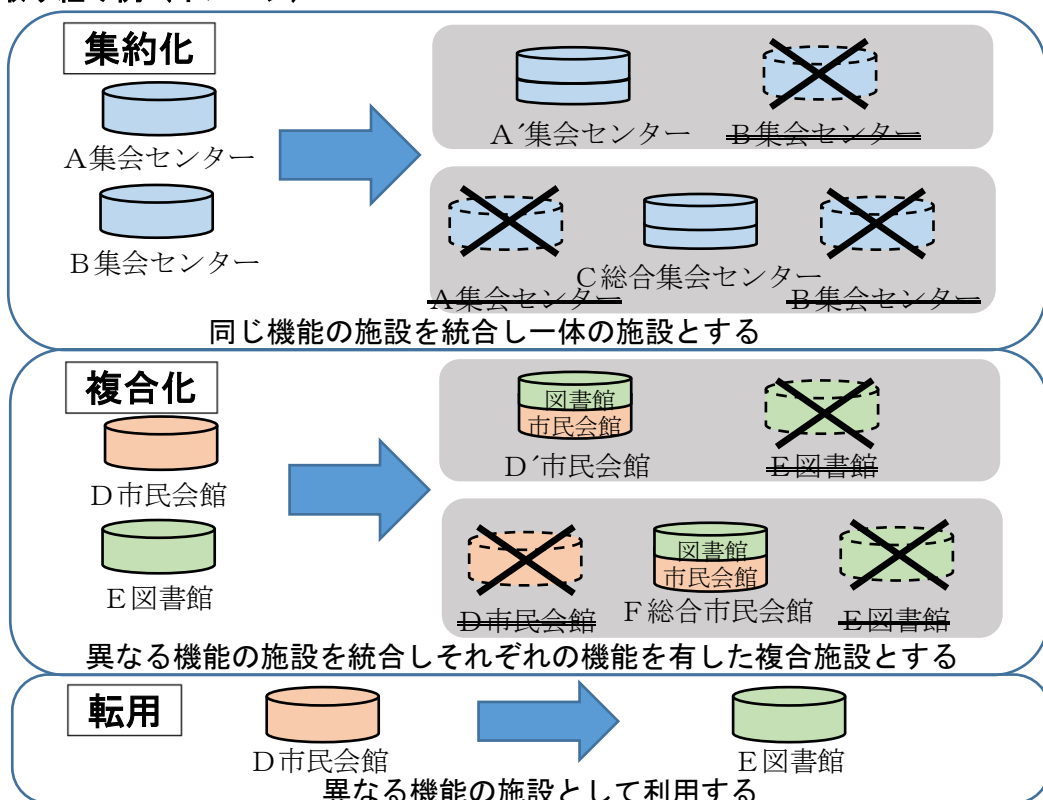 集約化
A集会センター
B集会センター
A´集会センター
B集会センター
A集会センター
C総合集会センター
B集会センター
同じ機能の施設を統合し一体の施設とする
複合化
D市民会館
E図書館
図書館
市民会館
D´市民会館
E図書館
D市民会館
図書館
市民会館
F総合市民会館
E図書館
異なる機能の施設を統合しそれぞれの機能を有した複合施設とする
転用
D市民会館
E図書館
異なる機能の施設として利用する